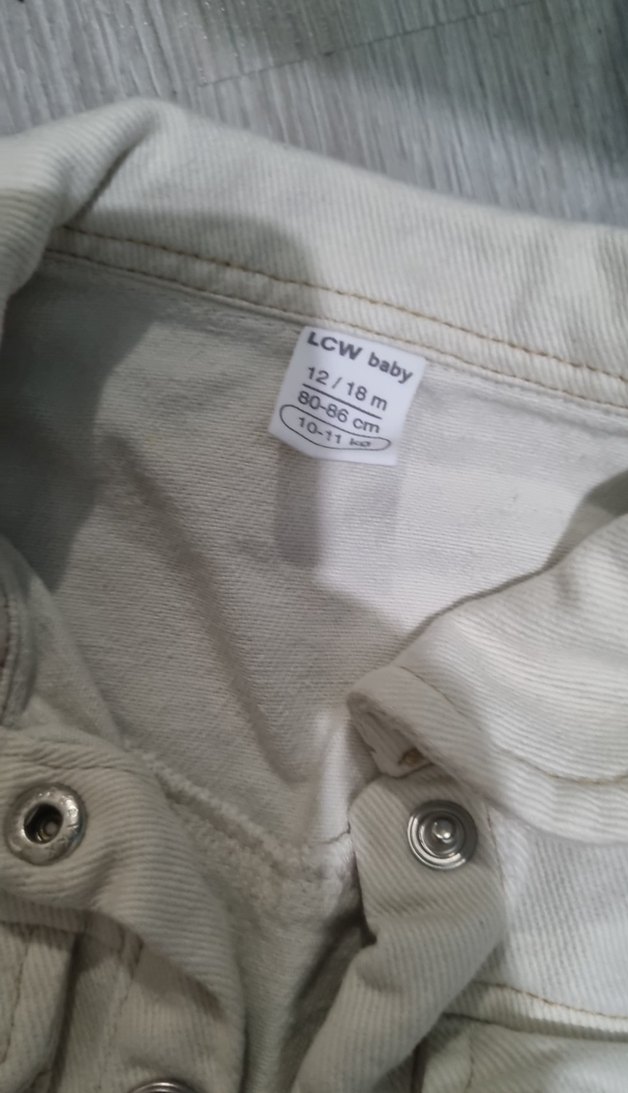 LCW baby
12 / 18 m
80-86 cm
10-11 kg